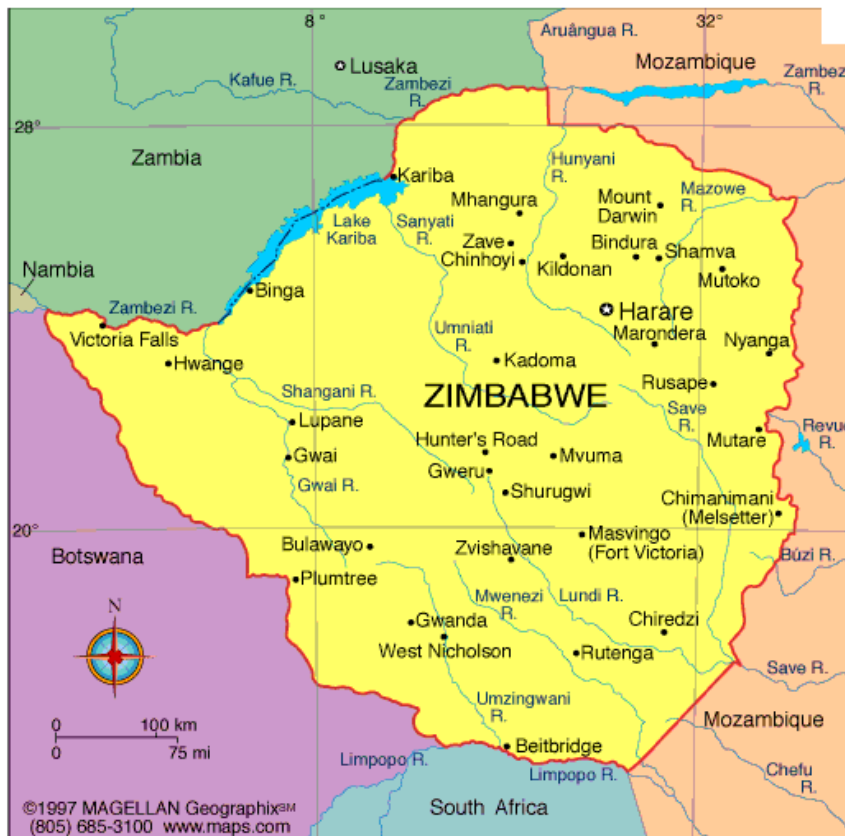 8°
32°
Aruângua R.
Lusaka
Mozambique
Kafue R.
Zambezi
R.
Zambez
28°
Zambia
Hunyani
R.
Kariba
Mhangura
Mount
Darwin
Mazowe
R.
Lake
Kariba
Sanyati
R.
Zave
Chinhoyi
Kildonan
Bindura
Shamva
Mutoko
Nambia
Binga
Zambezi R.
Harare
Victoria Falls
Umniati
R.
Marondera
Nyanga
Hwange
Kadoma
Shangani R.
ZIMBABWE
Rusape
Save
R.
Lupane
Revue
R.
Hunter's Road
Mutare
Gwai
Gweru
Mvuma
Gwai R.
Shurugwi
Chimanimani
(Melsetter)
20°
Botswana
Bulawayo
Zvishavane
Masvingo
(Fort Victoria)
Búzi R.
Plumtree
Mwenezi
R.
Lundi R.
N
Gwanda
Chiredzi
West Nicholson
Rutenga
Save R.
Umzingwani
R.
Mozambique
0 100 km
0 75 mi
Beitbridge
Limpopo R.
Limpopo R.
Chefu
R.
©1997 MAGELLAN Geographix℠
(805) 685-3100 www.maps.com
South Africa